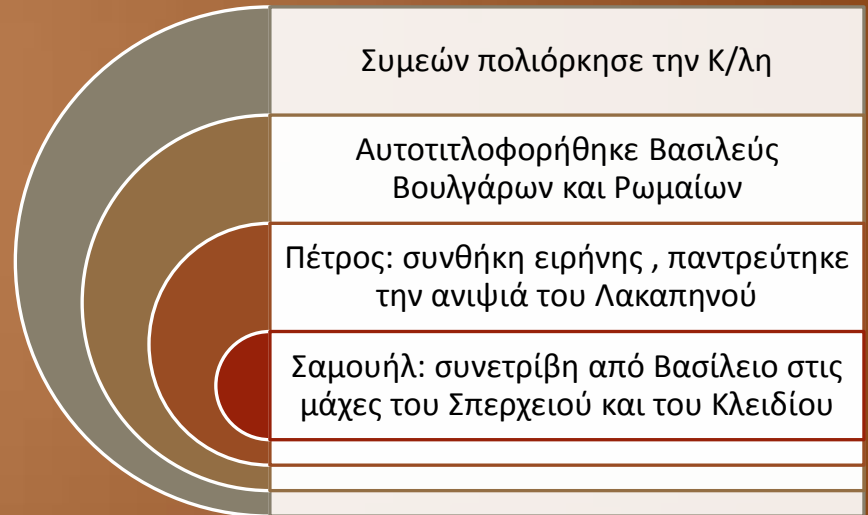 Συμεών πολιόρκησε την Κ/λη
Αυτοτιτλοφορήθηκε Βασιλεύς
Βουλγάρων και Ρωμαίων
Πέτρος: συνθήκη ειρήνης , παντρεύτηκε
την ανιψιά του Λακαπηνού
Σαμουήλ: συνετρίβη από Βασίλειο στις
μάχες του Σπερχειού και του Κλειδίου